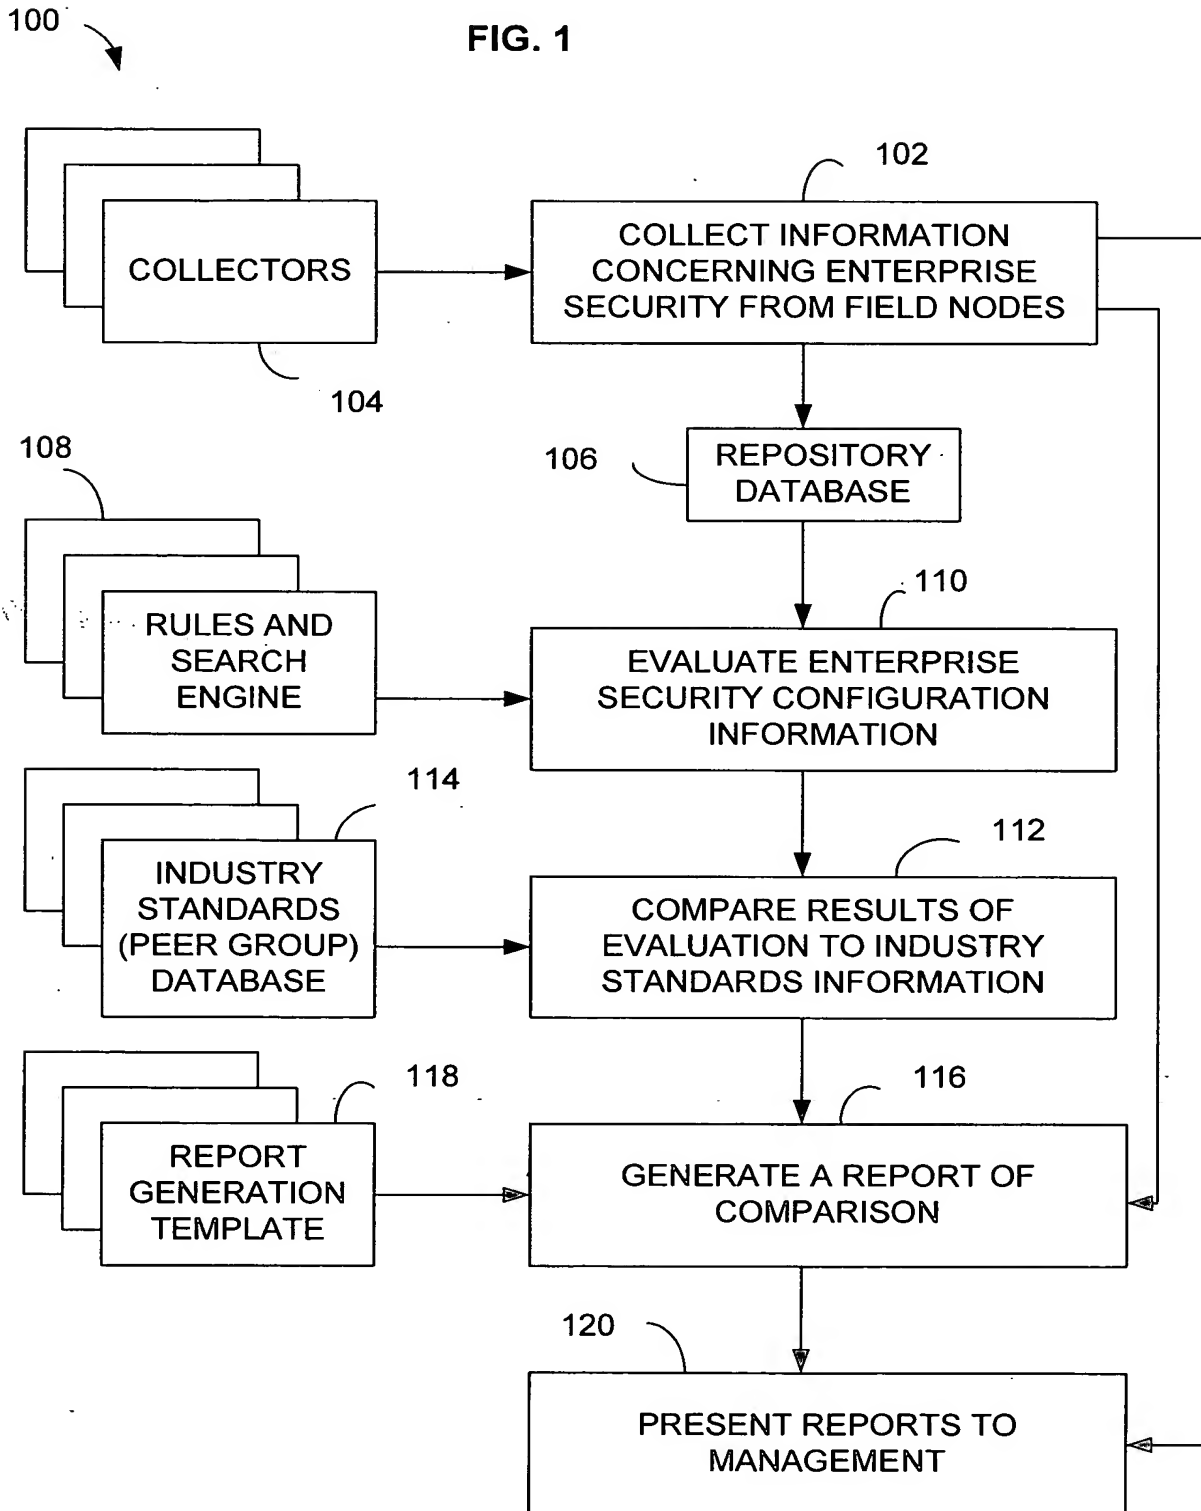 100
FIG. 1
102
COLLECTORS
COLLECT INFORMATION
CONCERNING ENTERPRISE
SECURITY FROM FIELD NODES
104
108
106
REPOSITORY
DATABASE
110
RULES AND
SEARCH
ENGINE
EVALUATE ENTERPRISE
SECURITY CONFIGURATION
INFORMATION
114
112
INDUSTRY
STANDARDS
(PEER GROUP)
DATABASE
COMPARE RESULTS OF
EVALUATION TO INDUSTRY
STANDARDS INFORMATION
118
116
REPORT
GENERATION
TEMPLATE
GENERATE A REPORT OF
COMPARISON
120
PRESENT REPORTS TO
MANAGEMENT